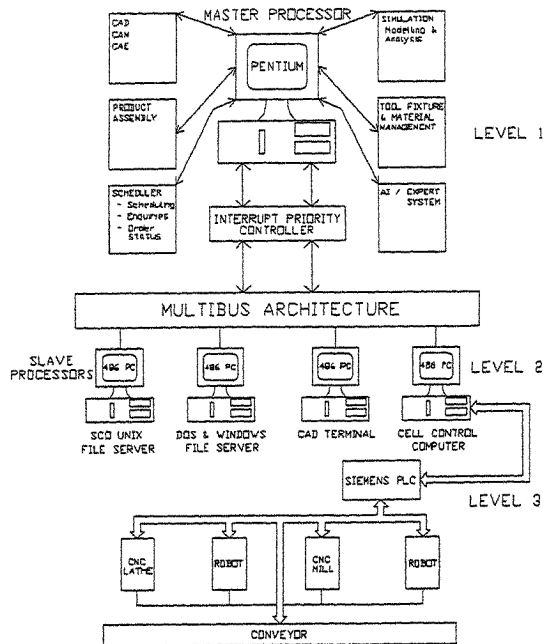 MASTER PROCESSOR
CAD
CAM
CAE
SIMULATION
Modelling &
Analysis
PENTIUM
PRODUCT
ASSEMBLY
TOOL FIXTURE
& MATERIAL
MANAGEMENT
LEVEL 1
SCHEDULER
- Scheduling
- Enquiries
- Order
STATUS
AI / EXPERT
SYSTEM
INTERRUPT PRIORITY
CONTROLLER
MULTIBUS ARCHITECTURE
SLAVE
PROCESSORS
486 PC
486 PC
486 PC
486 PC
LEVEL 2
SCO UNIX
FILE SERVER
DOS & WINDOWS
FILE SERVER
CAD TERMINAL
CELL CONTROL
COMPUTER
SIEMENS PLC
LEVEL 3
CNC
LATHE
ROBOT
CNC
MILL
ROBOT
CONVEYOR